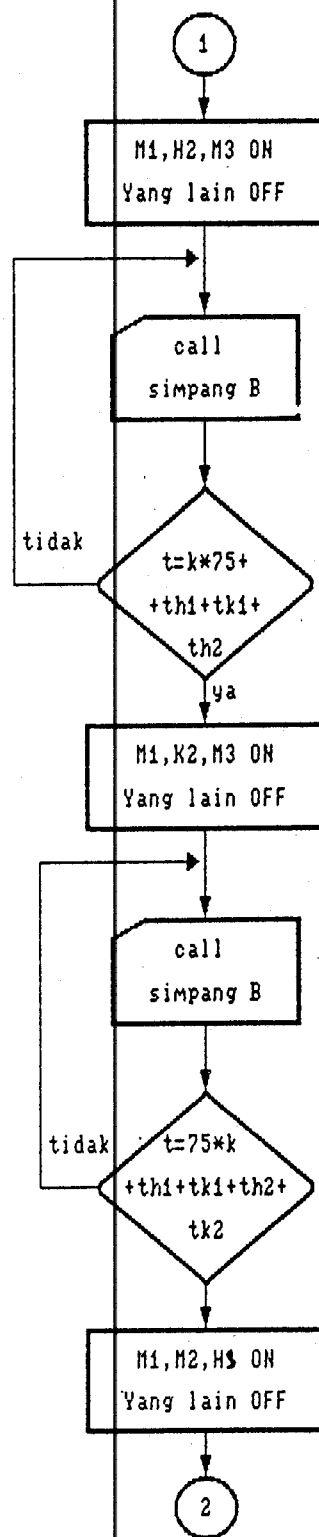 1
M1,H2,M3 ON
Yang lain OFF
call
simpang B
tidak
t=k*75+
+th1+tk1+
th2
ya
M1,K2,M3 ON
Yang lain OFF
call
simpang B
tidak
t=75*k
+th1+tk1+th2+
tk2
M1,M2,H3 ON
Yang lain OFF
2